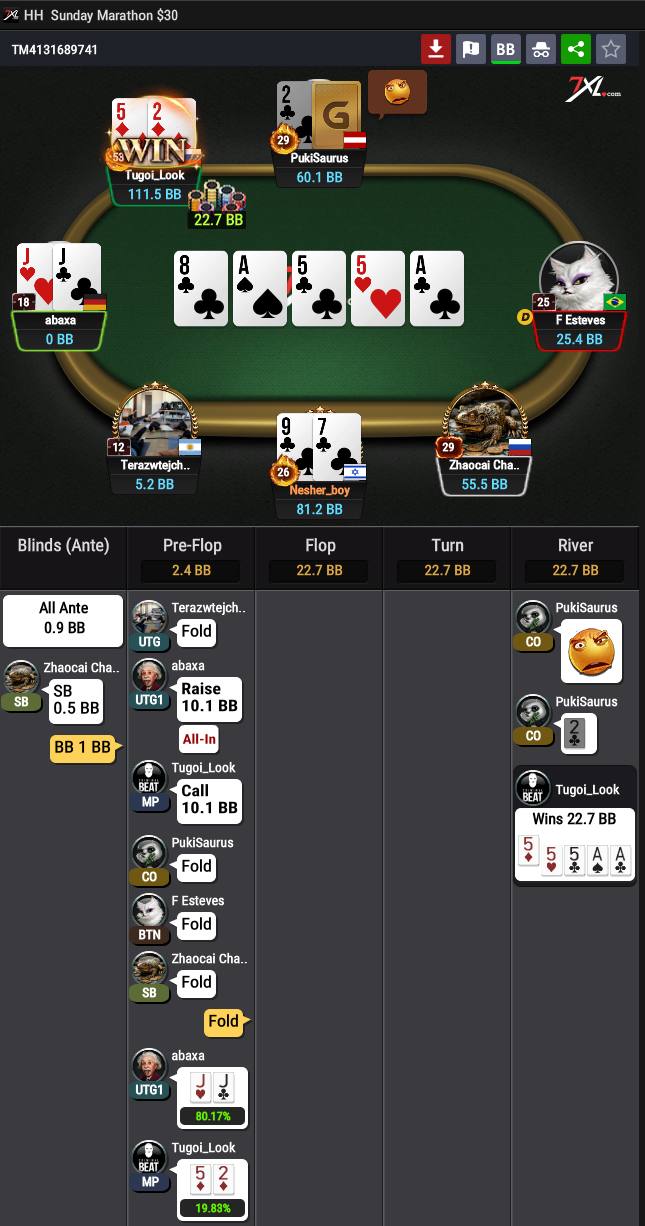 7XL HH Sunday Marathon $30
TM4131689741
BB
7XL.com
5 2
WIN
53
Tugoi_Look
111.5 BB
22.7 BB
2
G
29
PukiSaurus
60.1 BB
J J
18
abaxa
0 BB
8 A 5 5 A
D
25
F Esteves
25.4 BB
12
Terazwtejch..
5.2 BB
9 7
26
Nesher_boy
81.2 BB
29
Zhaocai Cha..
55.5 BB
Blinds (Ante)
Pre-Flop
2.4 BB
Flop
22.7 BB
Turn
22.7 BB
River
22.7 BB
All Ante
0.9 BB
Zhaocai Cha..
SB
SB
0.5 BB
BB 1 BB
Terazwtejch..
UTG
Fold
abaxa
UTG1
Raise
10.1 BB
All-In
Tugoi_Look
BEAT
MP
Call
10.1 BB
PukiSaurus
CO
Fold
F Esteves
BTN
Fold
Zhaocai Cha..
SB
Fold
Fold
abaxa
UTG1
J J
80.17%
Tugoi_Look
BEAT
MP
5 2
19.83%
PukiSaurus
CO
PukiSaurus
CO
2
BEAT
Tugoi_Look
Wins 22.7 BB
5 5 5 A A